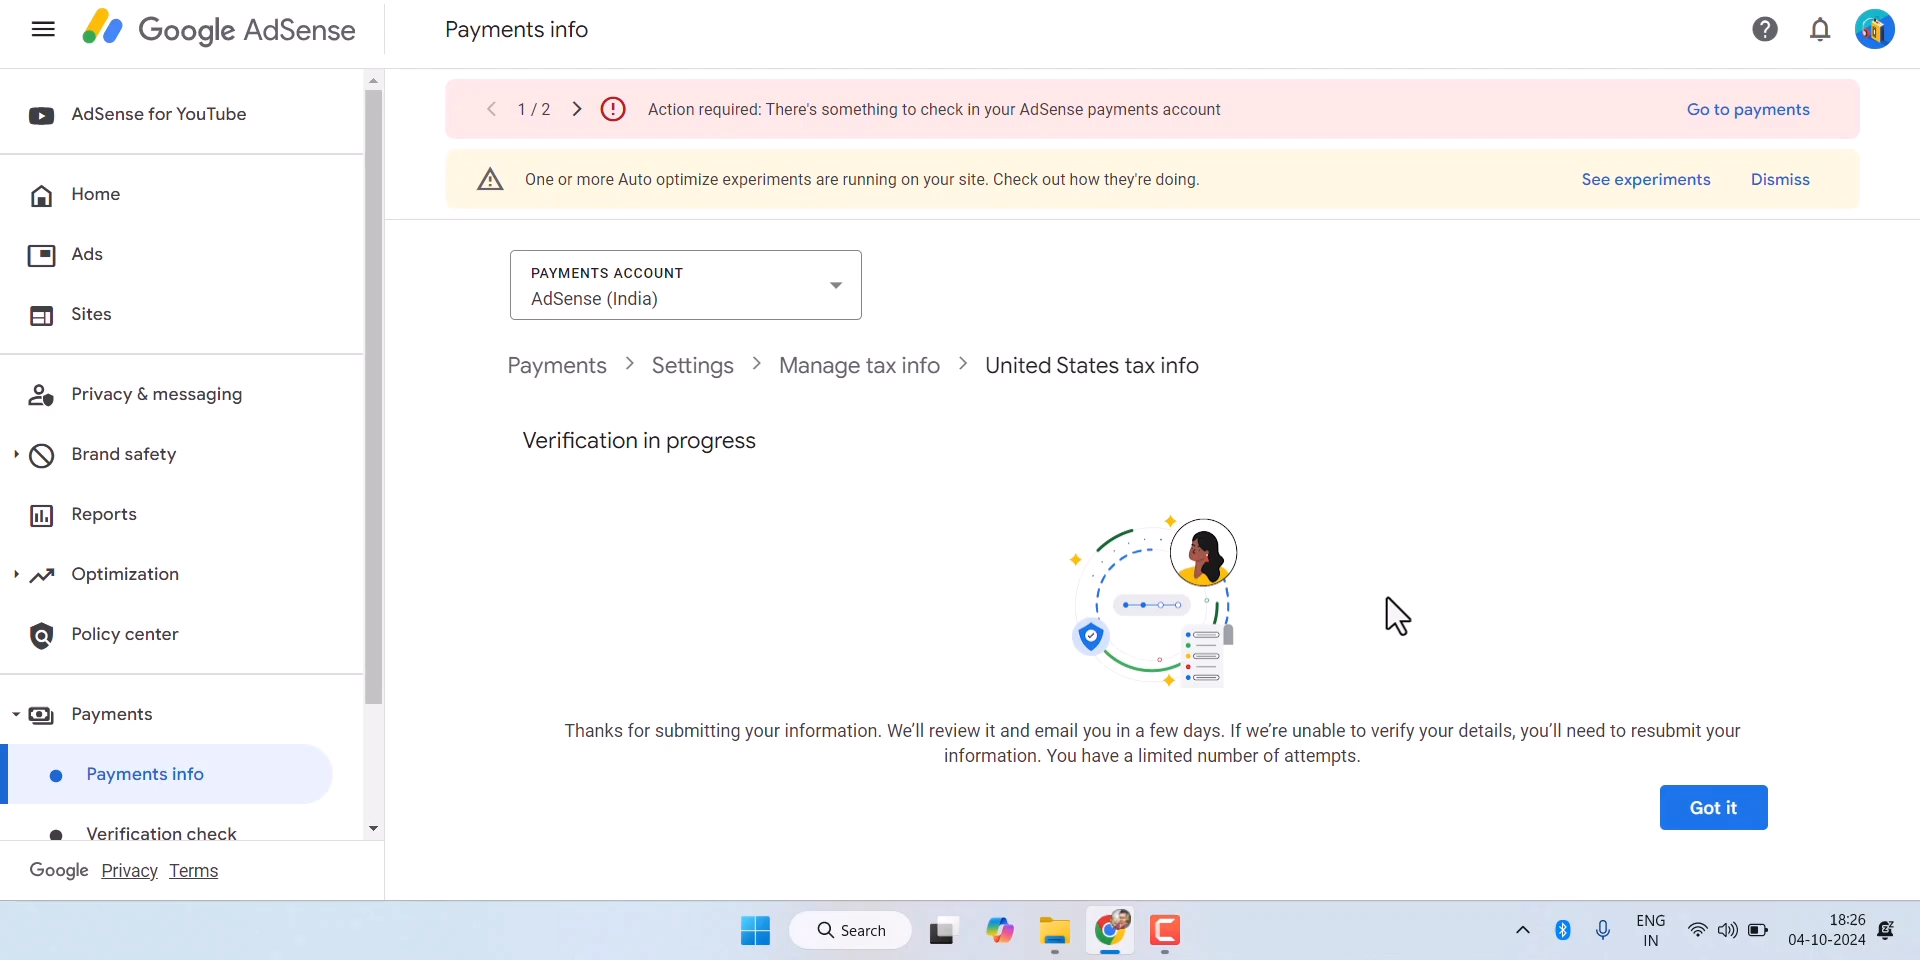 Google AdSense
Payments info
AdSense for YouTube
Home
Ads
Sites
Privacy & messaging
Brand safety
Reports
Optimization
Policy center
Payments
Payments info
Verification check
Google Privacy Terms
1 / 2 Action required: There's something to check in your AdSense payments account Go to payments
One or more Auto optimize experiments are running on your site. Check out how they're doing. See experiments Dismiss
PAYMENTS ACCOUNT
AdSense (India)
Payments > Settings > Manage tax info > United States tax info
Verification in progress
Thanks for submitting your information. We’ll review it and email you in a few days. If we’re unable to verify your details, you’ll need to resubmit your
information. You have a limited number of attempts.
Got it
Search
ENG
IN
18:26
04-10-2024